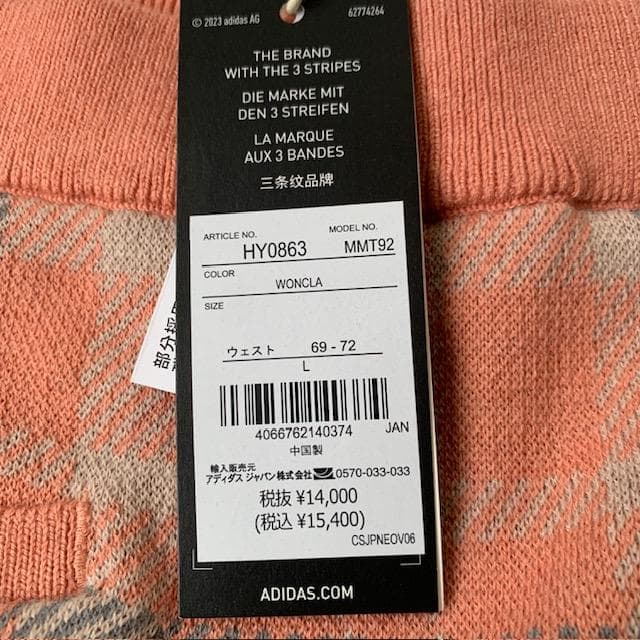 © 2023 adidas AG 62774264
THE BRAND
WITH THE 3 STRIPES
DIE MARKE MIT
DEN 3 STREIFEN
LA MARQUE
AUX 3 BANDES
三条纹品牌
ARTICLE NO. HY0863 MODEL NO. MMT92
COLOR
WONCLA
SIZE
ウェスト 69 - 72
L
4066762140374 JAN
中国製
輸入販売元
アディダス ジャパン株式会社 0570-033-033
税抜 ¥14,000
(税込 ¥15,400)
CSJPNEOV06
ADIDAS.COM
部分